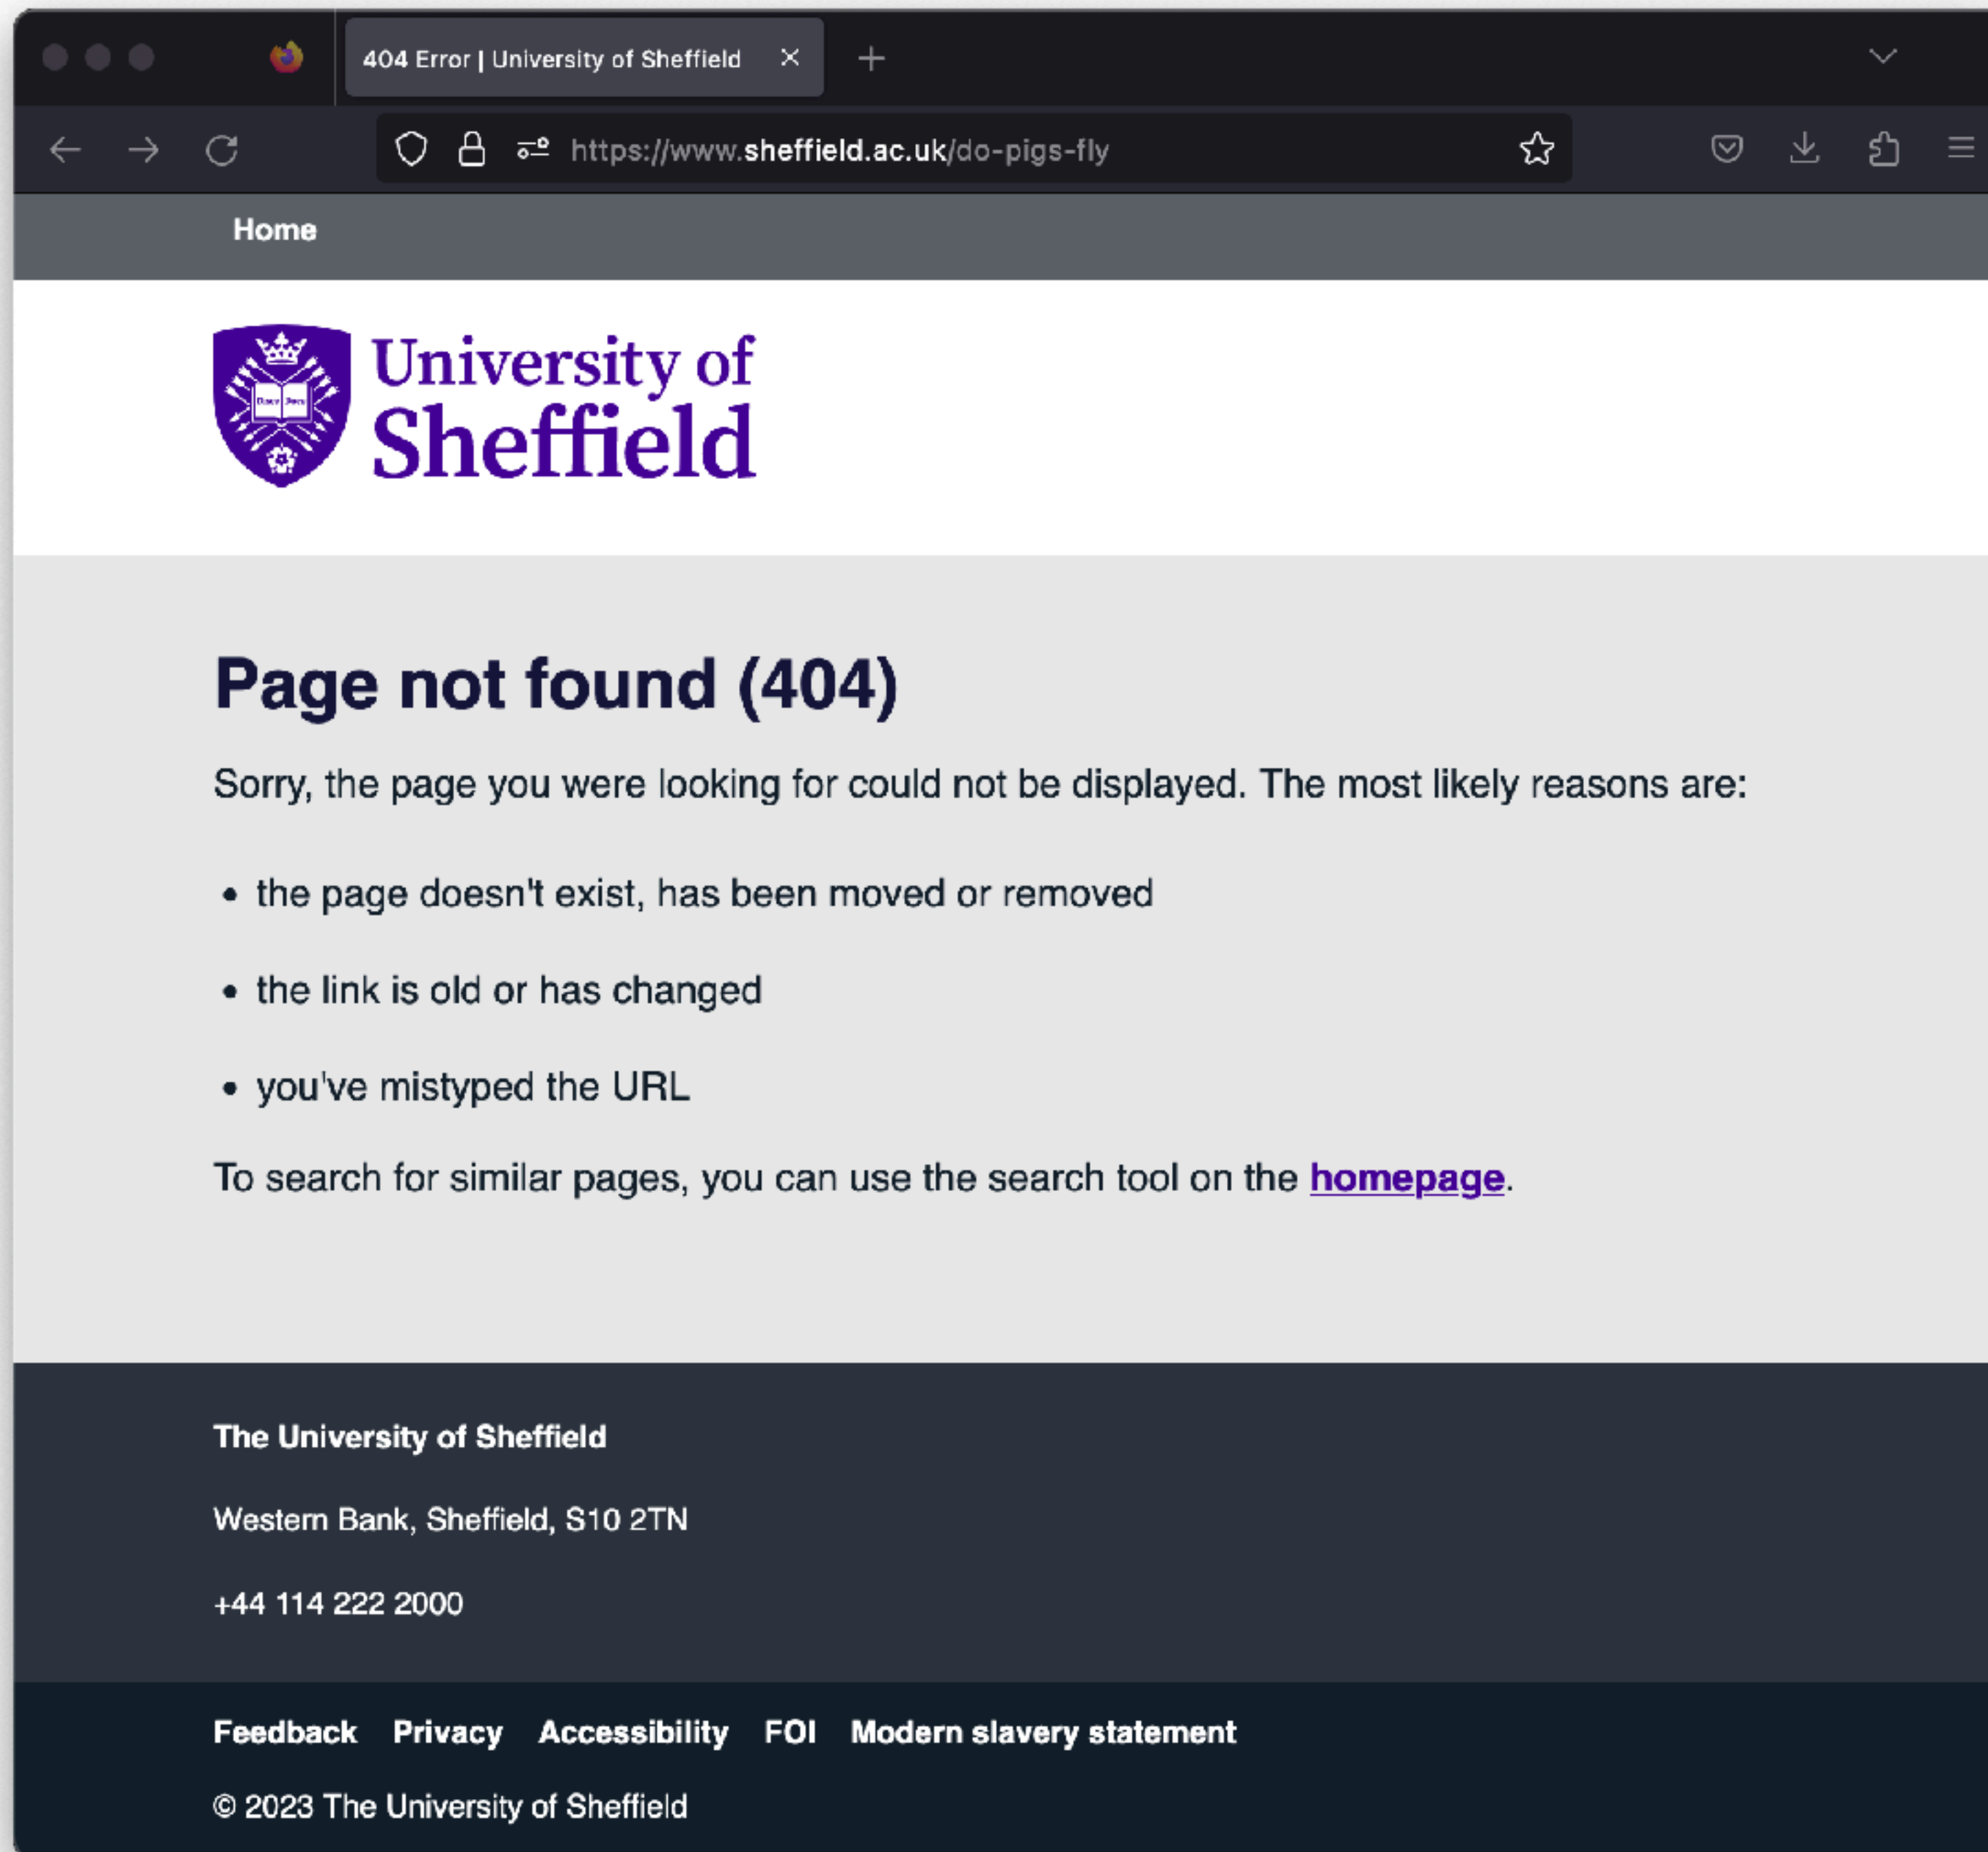 404 Error | University of Sheffield
https://www.sheffield.ac.uk/do-pigs-fly
Home
University of
Sheffield
Page not found (404)
Sorry, the page you were looking for could not be displayed. The most likely reasons are:
• the page doesn't exist, has been moved or removed
• the link is old or has changed
• you've mistyped the URL
To search for similar pages, you can use the search tool on the homepage.
The University of Sheffield
Western Bank, Sheffield, S10 2TN
+44 114 222 2000
Feedback Privacy Accessibility FOI Modern slavery statement
© 2023 The University of Sheffield